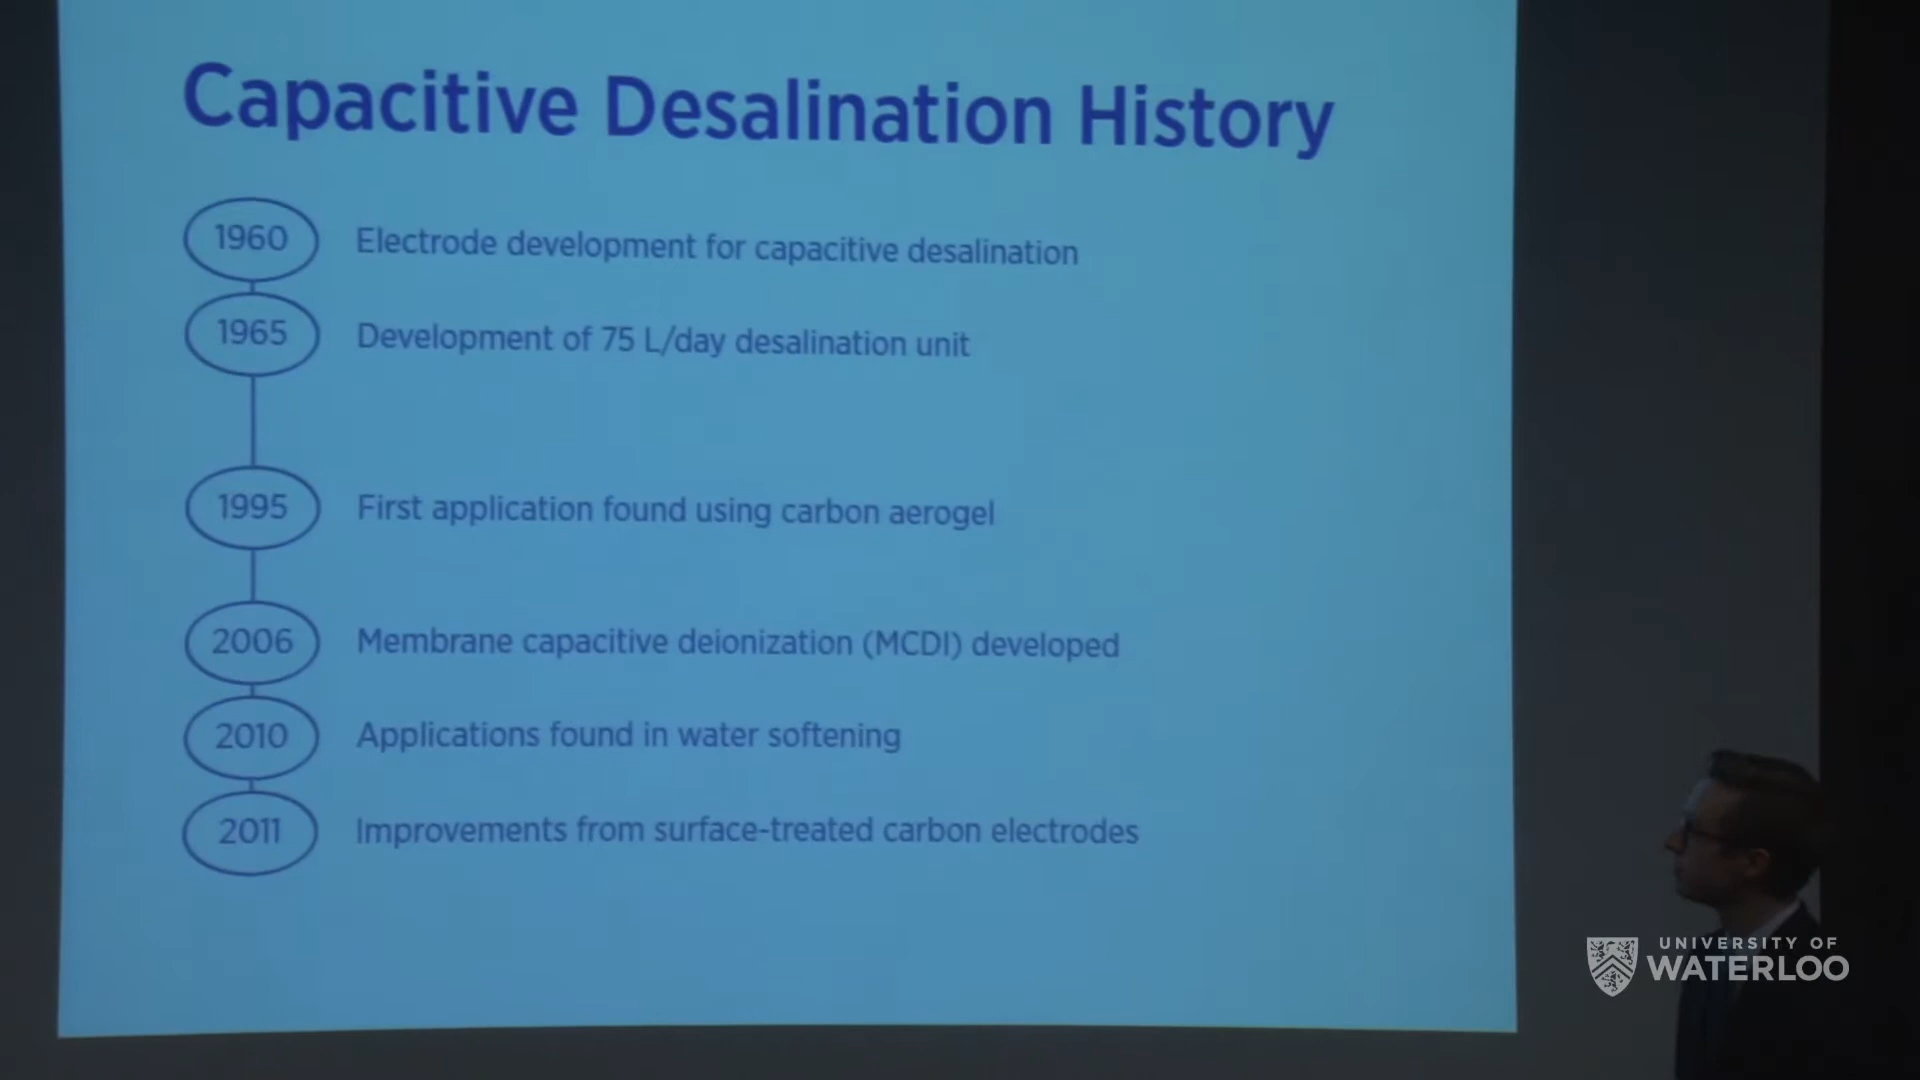 Capacitive Desalination History
1960 Electrode development for capacitive desalination
1965 Development of 75 L/day desalination unit
1995 First application found using carbon aerogel
2006 Membrane capacitive deionization (MCDI) developed
2010 Applications found in water softening
2011 Improvements from surface-treated carbon electrodes
UNIVERSITY OF
WATERLOO